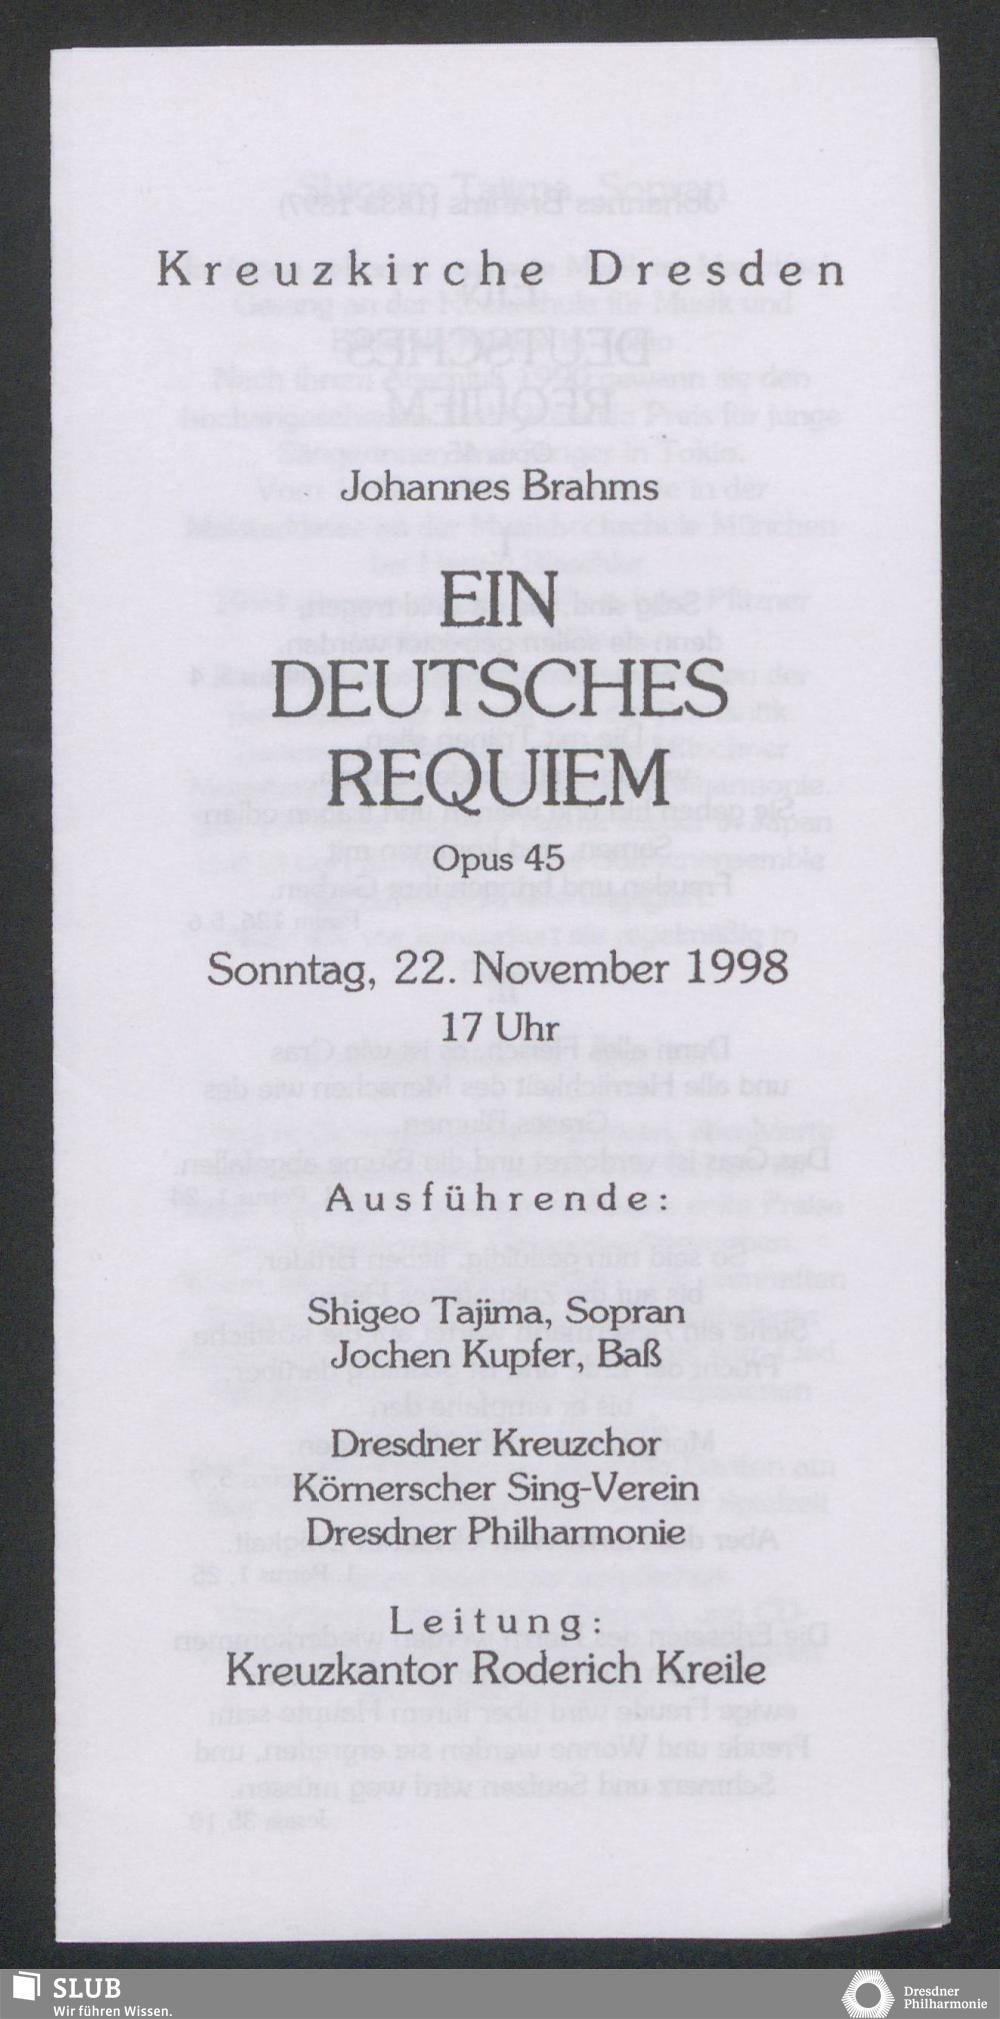 Kreuzkirche Dresden
Johannes Brahms
EIN
DEUTSCHES
REQUIEM
Opus 45
Sonntag, 22. November 1998
17 Uhr
Ausführende:
Shigeo Tajima, Sopran
Jochen Kupfer, Baß
Dresdner Kreuzchor
Körnerscher Sing-Verein
Dresdner Philharmonie
Leitung:
Kreuzkantor Roderich Kreile
SLUB
Wir führen Wissen.
Dresdner
Philharmonie